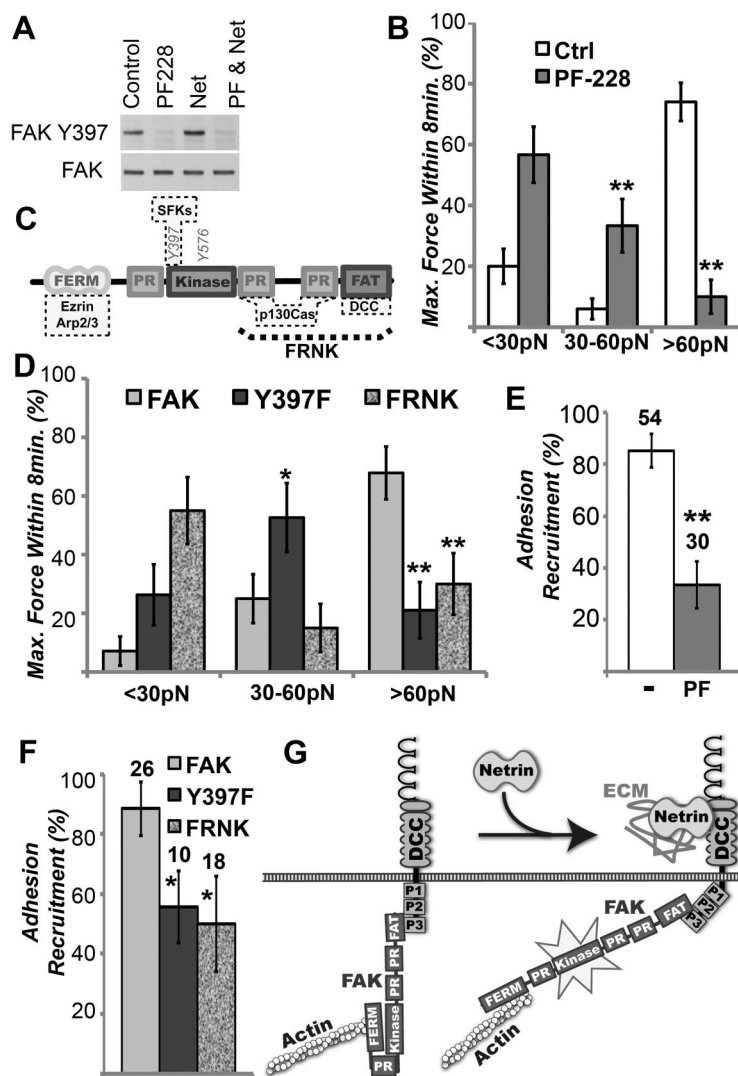 A
Control
PF228
Net
PF & Net
FAK Y397
FAK
B
Max. Force Within 8min. (%)
80
60
40
20
Ctrl
PF-228
**
**
<30pN
30-60pN
>60pN
C
SFKs
Y397
Y576
FERM
PR
Kinase
PR
PR
FAT
Ezrin
Arp2/3
p130Cas
DCC
FRNK
D
Max. Force Within 8min. (%)
100
80
60
40
20
FAK
Y397F
FRNK
*
**
**
<30pN
30-60pN
>60pN
E
Adhesion
Recruitment (%)
100
80
60
40
20
54
**
30
-
PF
F
Adhesion
Recruitment (%)
100
80
60
40
20
26
FAK
Y397F
FRNK
10
18
*
*
G
Netrin
DCC
P1
P2
P3
FAT
PR
PR
FAK
Kinase
FERM
PR
Actin
ECM
Netrin
DCC
P1
P2
P3
FAK
FAT
PR
PR
Kinase
PR
FERM
Actin